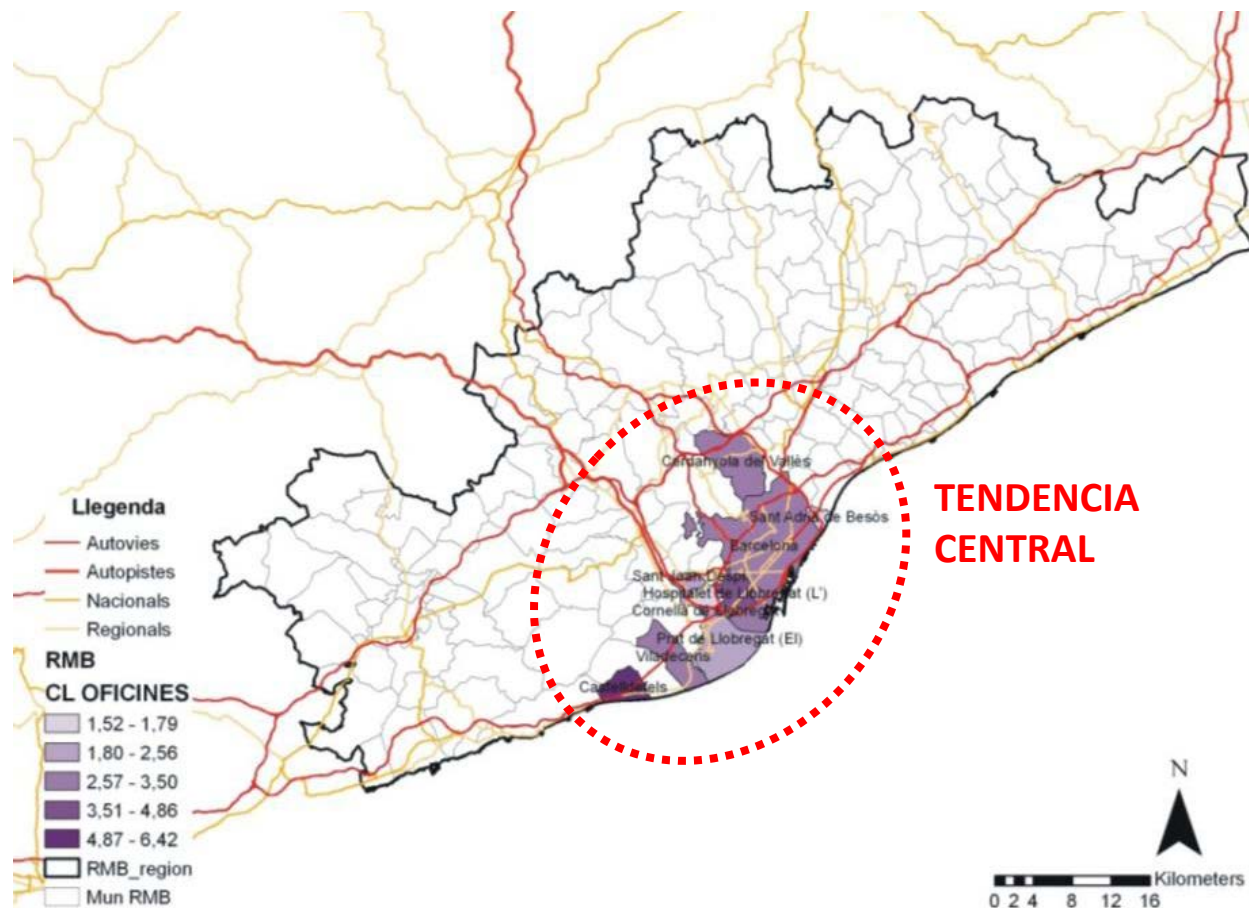 Cerdanyola del Vallès
Sant Adrià de Besòs
Barcelona
Sant Joan Despí
Hospitalet de Llobregat (L')
Cornellà de Llobregat
Prat de Llobregat (El)
Viladecans
Castelldefels
TENDENCIA
CENTRAL
Llegenda
Autovies
Autopistes
Nacionals
Regionals
RMB
CL OFICINES
1,52 - 1,79
1,80 - 2,56
2,57 - 3,50
3,51 - 4,86
4,87 - 6,42
RMB_region
Mun RMB
N
Kilometers
0 2 4 8 12 16